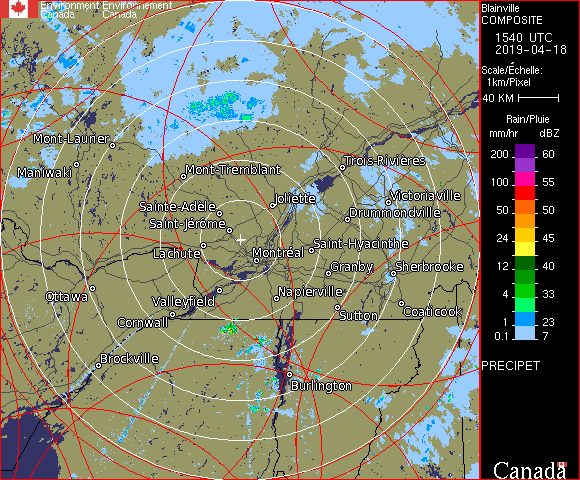 Environment Environnement
Canada Canada
Blainville
COMPOSITE
1540 UTC
2019-04-18
Scale/Échelle:
1km/Pixel
40 KM
Rain/Pluie
mm/hr dBZ
200 60
100 55
50 50
24 45
12 40
4 33
1 23
0.1 7
PRECIPET
Canada
Mont-Laurier
Maniwaki
Mont-Tremblant
Trois-Rivières
Joliette
Victoriaville
Sainte-Adèle
Drummondville
Saint-Jérôme
Lachute
Montréal
Saint-Hyacinthe
Granby
Sherbrooke
Ottawa
Valleyfield
Napierville
Cornwall
Sutton
Coaticook
Brockville
Burlington